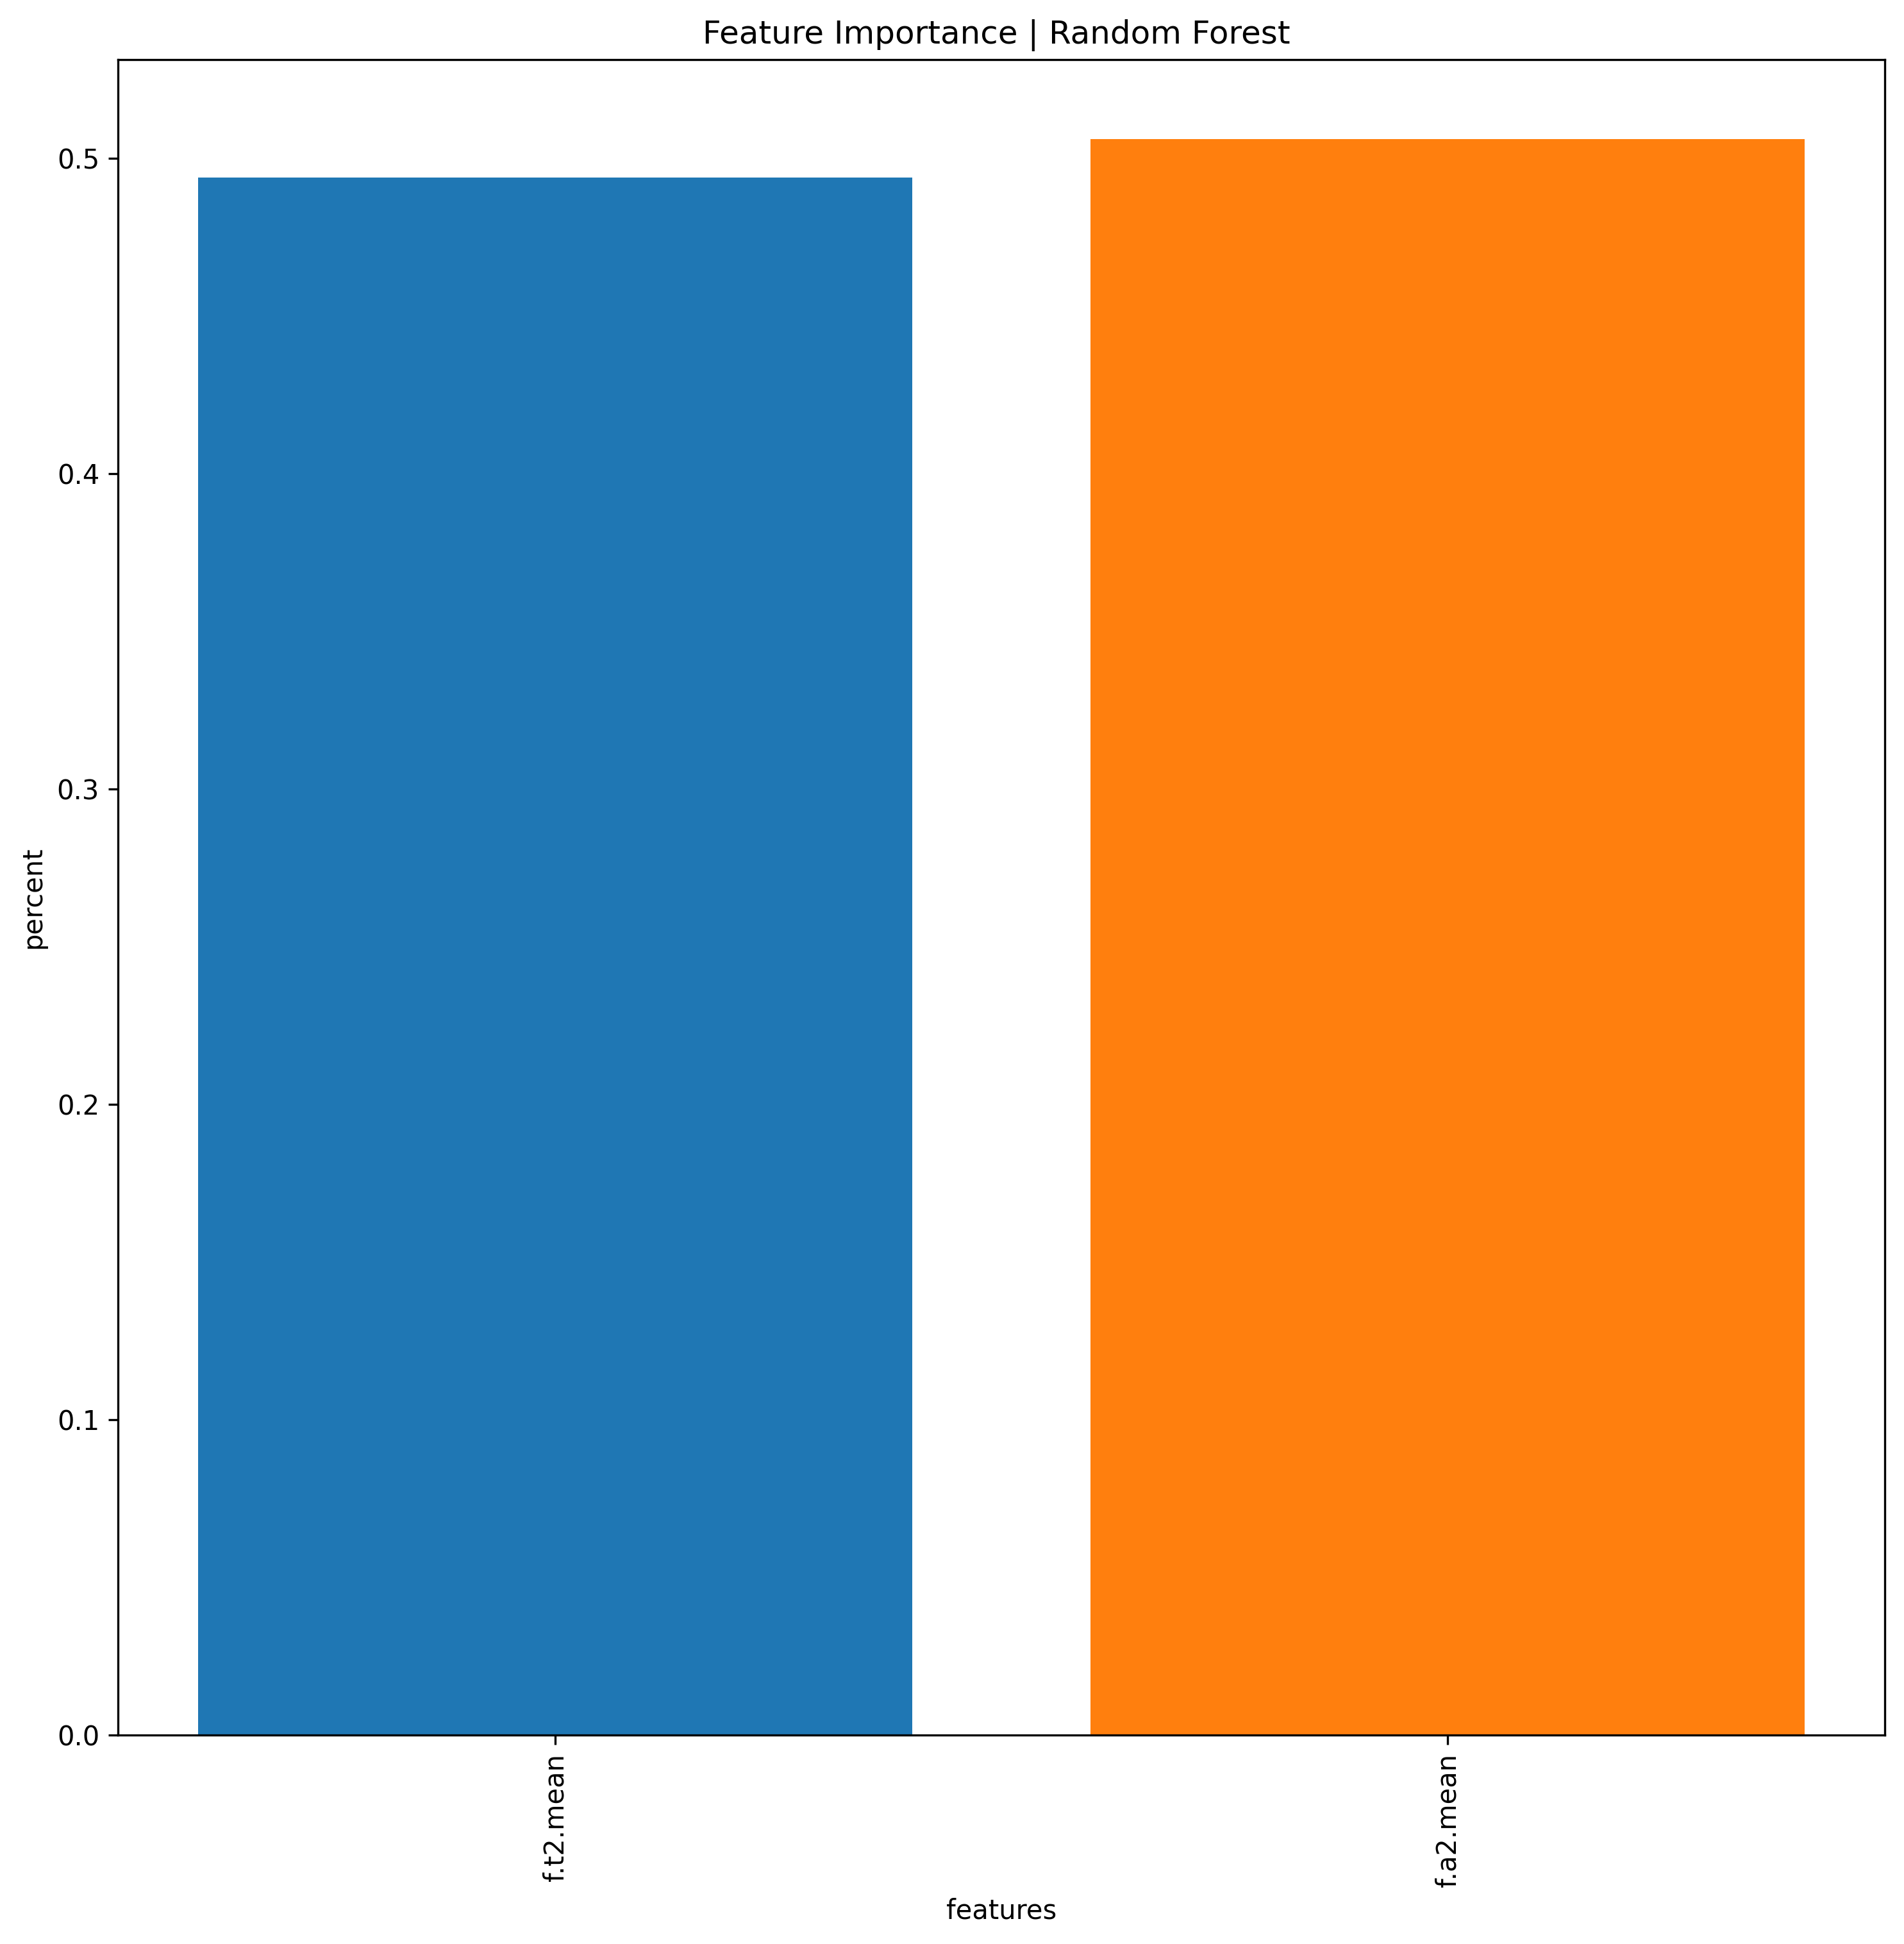 Feature Importance | Random Forest
0.5
0.4
0.3
0.2
0.1
0.0
percent
f.t2.mean
f.a2.mean
features